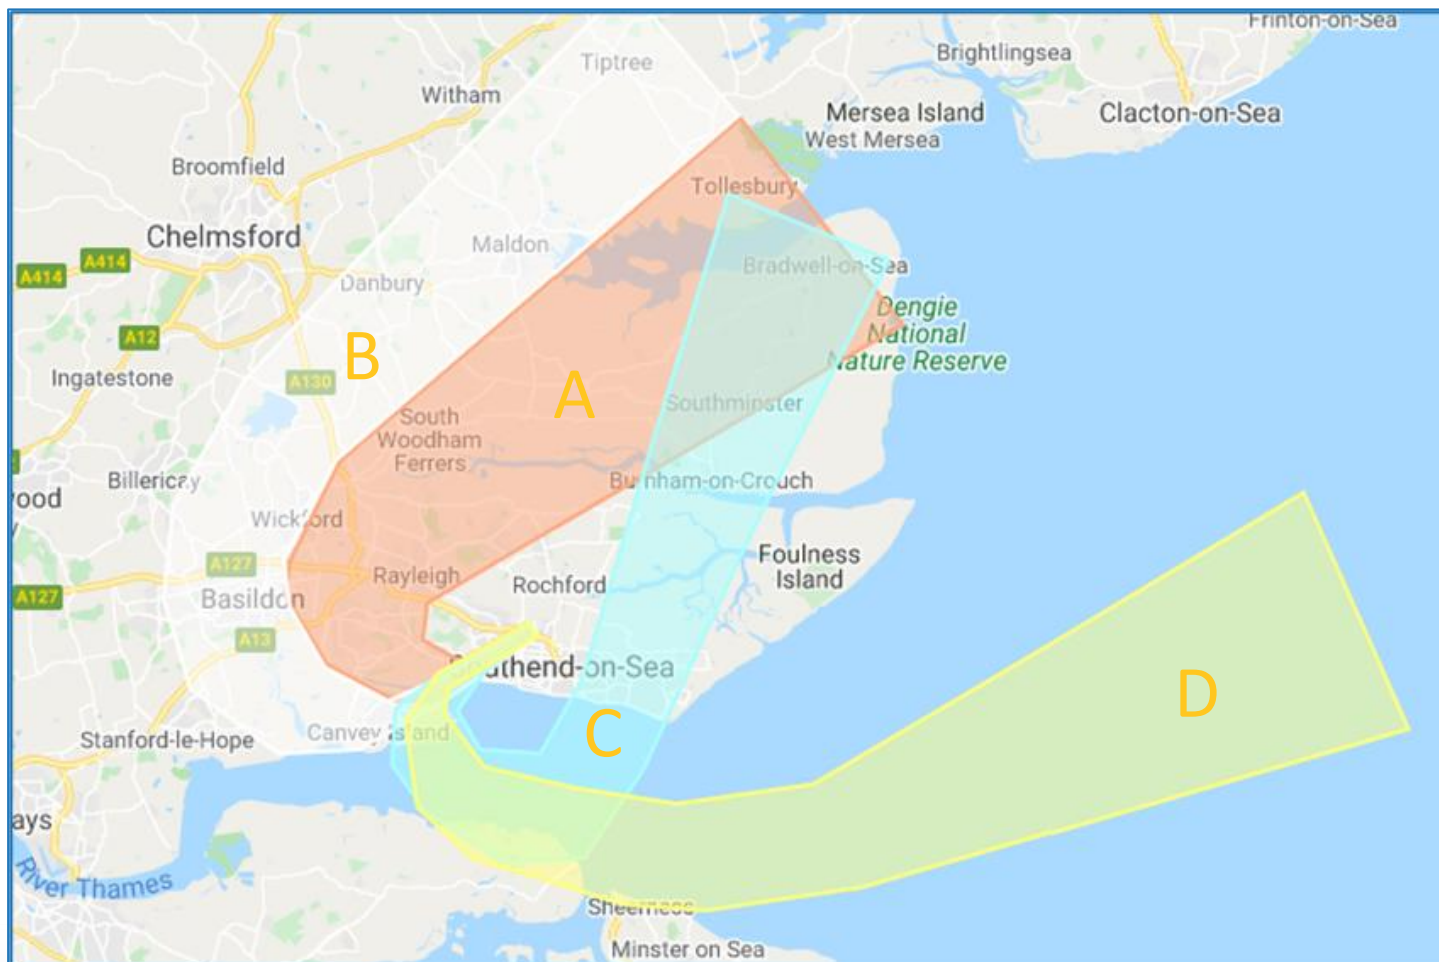 Frinton-on-Sea
Tiptree
Brightlingsea
Witham
Mersea Island
Clacton-on-Sea
West Mersea
Broomfield
Tollesbury
Chelmsford
Maldon
A414
A414
Bradwell-on-Sea
Danbury
Dengie
National
Nature Reserve
A12
B
Ingatestone
A130
A
Southminster
South
Woodham
Ferrers
Billericay
Burnham-on-Crouch
ood
Wickford
Foulness
Island
A127
Rayleigh
Rochford
A127
Basildon
A13
Southend-on-Sea
D
Canvey Island
C
Stanford-le-Hope
ays
River Thames
Sheerness
Minster on Sea